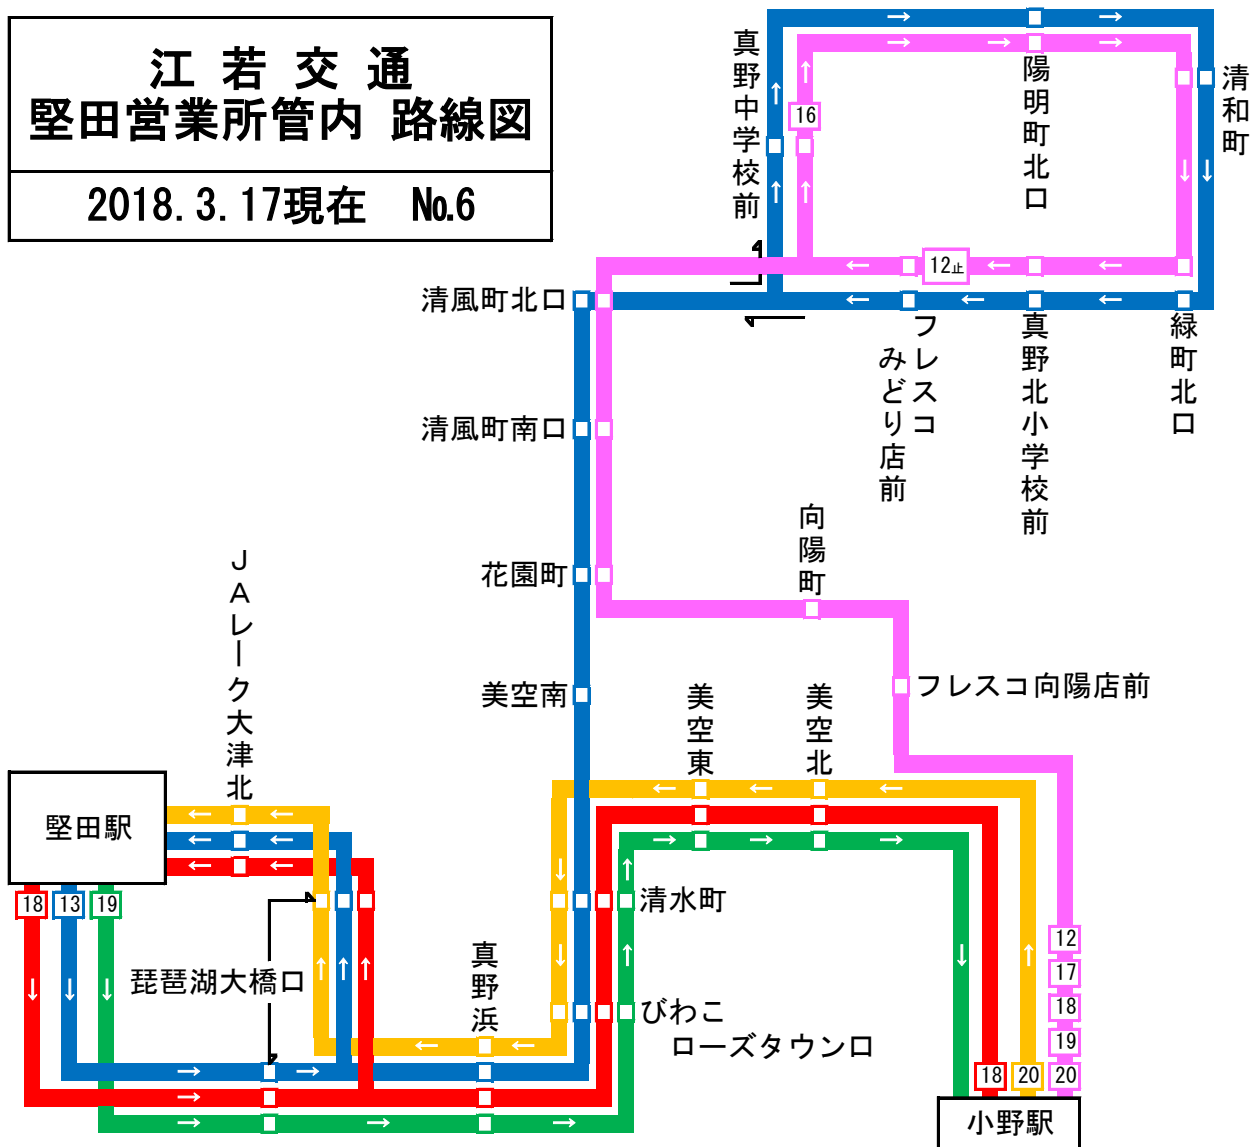 江若交通
堅田営業所管内 路線図
2018.3.17現在 №6
真野中学校前
16
陽明町北口
清和町
12止
清風町北口
フレスコ
みどり店前
真野北小学校前
緑町北口
清風町南口
向陽町
花園町
JAレーク大津北
美空南
美空東
美空北
フレスコ向陽店前
堅田駅
18
13
19
清水町
琵琶湖大橋口
真野浜
びわこ
ローズタウン口
12
17
18
19
18
20
20
小野駅